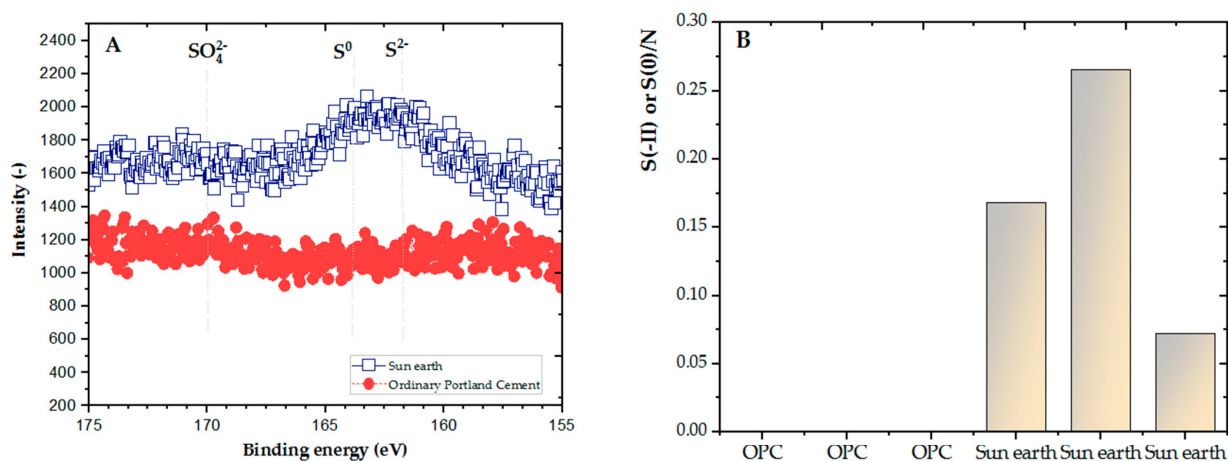 A
SO₄²⁻
S⁰
S²⁻
2400
2200
2000
1800
1600
1400
1200
1000
800
600
400
200
Intensity (-)
Sun earth
Ordinary Portland Cement
175 170 165 160 155
Binding energy (eV)
B
0.30
0.25
0.20
0.15
0.10
0.05
0.00
S(-II) or S(0)/N
OPC OPC OPC Sun earth Sun earth Sun earth